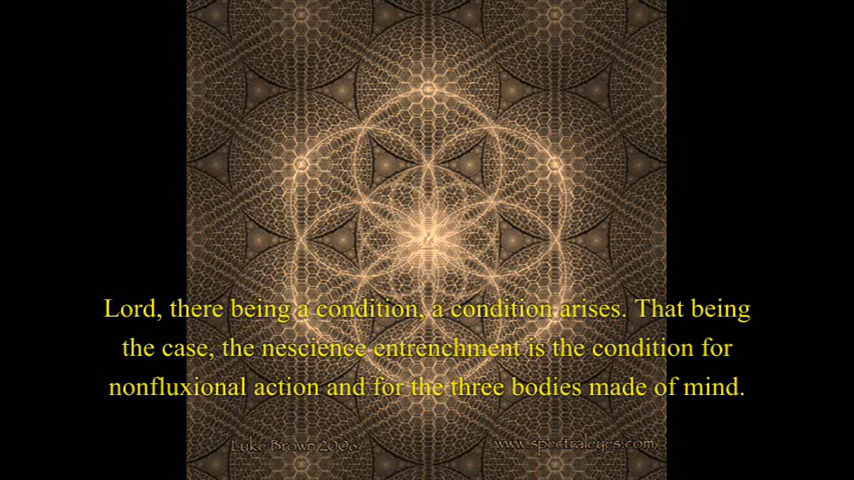 Lord, there being a condition, a condition arises. That being
the case, the nescience entrenchment is the condition for
nonfluxional action and for the three bodies made of mind.
Luke Brown 2006 www.spectraleyes.com